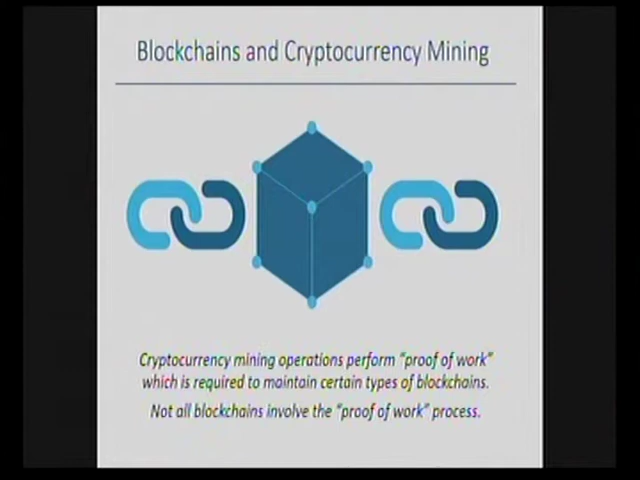 Blockchains and Cryptocurrency Mining
Cryptocurrency mining operations perform “proof of work”
which is required to maintain certain types of blockchains.
Not all blockchains involve the “proof of work” process.